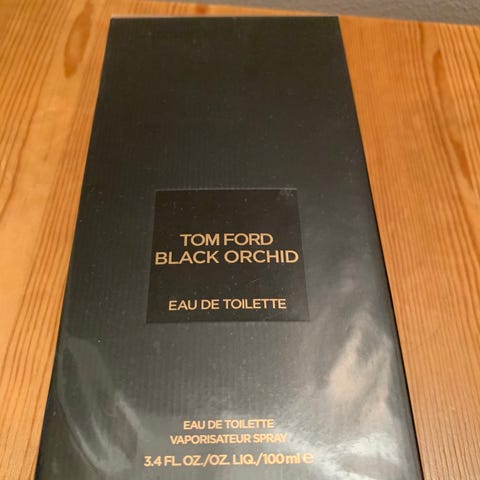 TOM FORD
BLACK ORCHID
EAU DE TOILETTE
EAU DE TOILETTE
VAPORISATEUR SPRAY
3.4 FL. OZ./OZ. LIQ./100 ml ℮